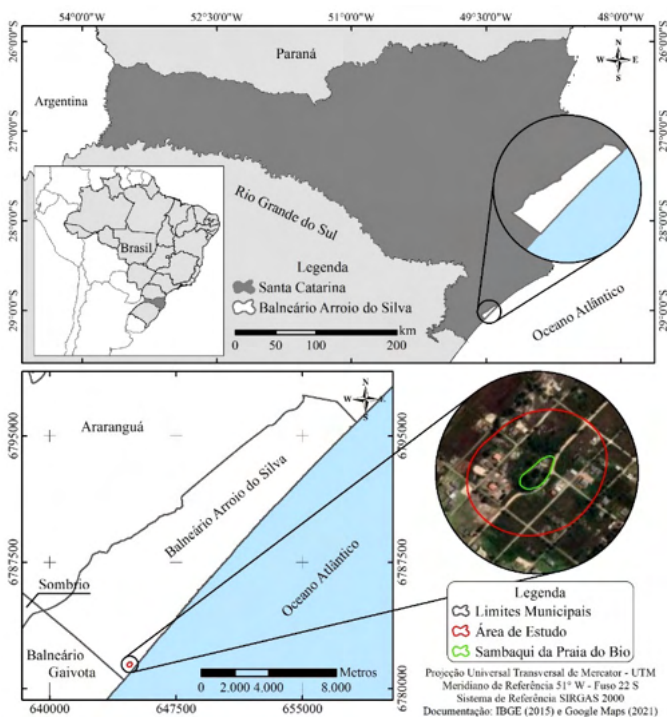 54°0'0"W
52°30'0"W
51°0'0"W
49°30'0"W
48°0'0"W
26°0'0"S
27°0'0"S
28°0'0"S
29°0'0"S
26°0'0"S
27°0'0"S
28°0'0"S
29°0'0"S
Paraná
Argentina
N
W E
S
Rio Grande do Sul
Brasil
Legenda
Santa Catarina
Balneário Arroio do Silva
km
0 50 100 200
Oceano Atlântico
Araranguá
N
W E
S
Balneário Arroio do Silva
Oceano Atlântico
Sombrio
Balneário
Gaivota
Metros
0 2.000 4.000 8.000
6795000
6787500
6795000
6787500
6780000
640000
647500
655000
Legenda
Limites Municipais
Área de Estudo
Sambaqui da Praia do Bio
Projeção Universal Transversal de Mercator - UTM
Meridiano de Referência 51° W - Fuso 22 S
Sistema de Referência SIRGAS 2000
Documentação: IBGE (2015) e Google Maps (2021)